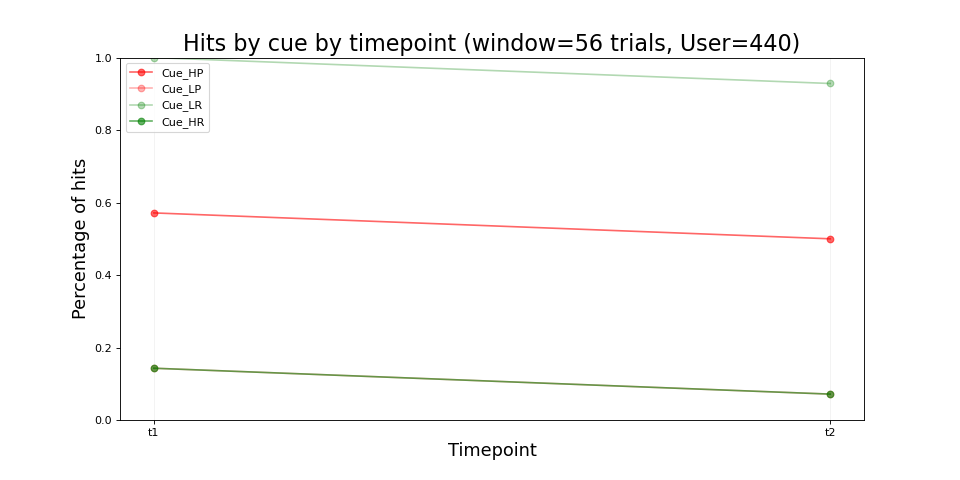 Hits by cue by timepoint (window=56 trials, User=440)
Percentage of hits
1.0
0.8
0.6
0.4
0.2
0.0
Cue_HP
Cue_LP
Cue_LR
Cue_HR
t1
t2
Timepoint